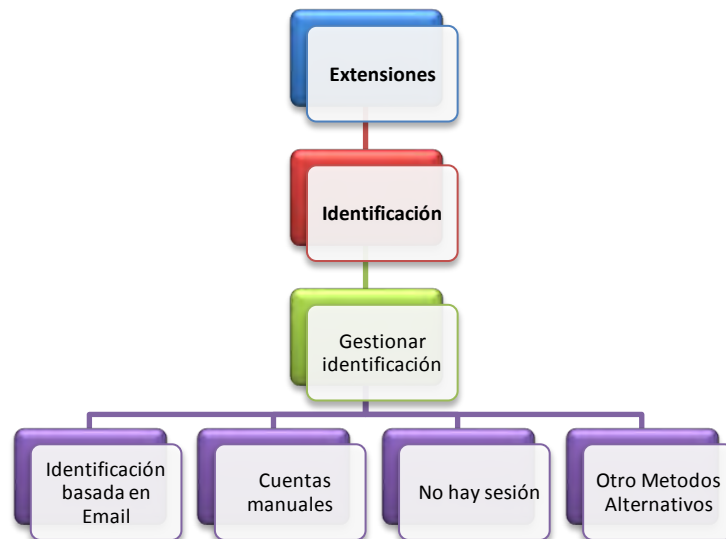 Extensiones
Identificación
Gestionar
identificación
Identificación
basada en
Email
Cuentas
manuales
No hay sesión
Otro Metodos
Alternativos